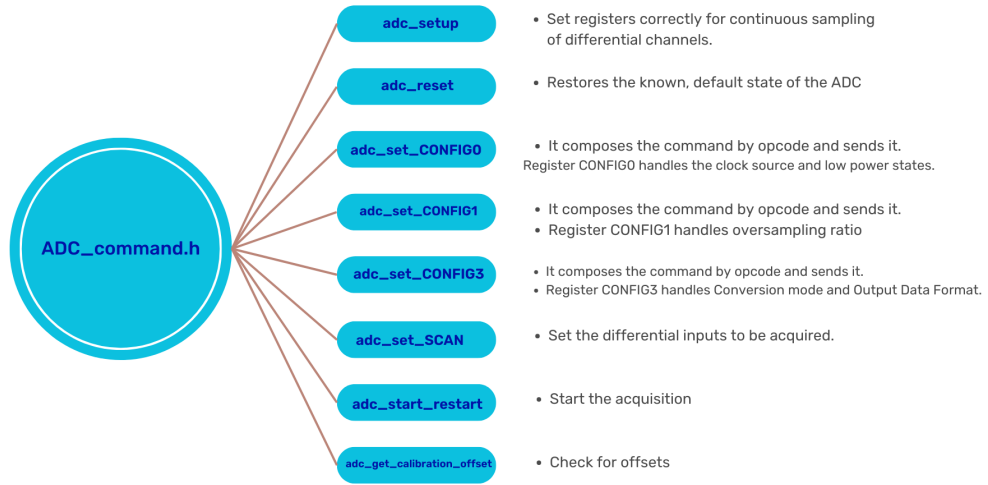 ADC_command.h
adc_setup
• Set registers correctly for continuous sampling
of differential channels.
adc_reset
• Restores the known, default state of the ADC
adc_set_CONFIG0
• It composes the command by opcode and sends it.
Register CONFIG0 handles the clock source and low power states.
adc_set_CONFIG1
• It composes the command by opcode and sends it.
• Register CONFIG1 handles oversampling ratio
adc_set_CONFIG3
• It composes the command by opcode and sends it.
• Register CONFIG3 handles Conversion mode and Output Data Format.
adc_set_SCAN
• Set the differential inputs to be acquired.
adc_start_restart
• Start the acquisition
adc_get_calibration_offset
• Check for offsets